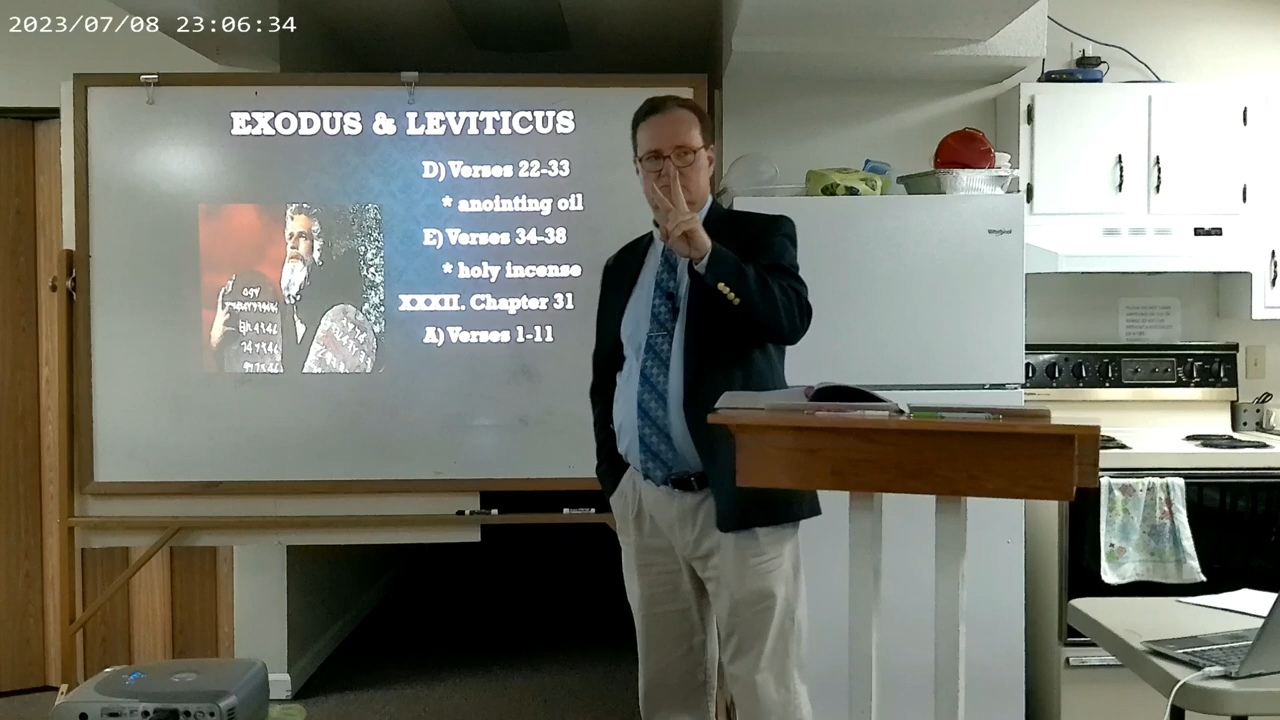 2023/07/08 23:06:34
EXODUS & LEVITICUS
D) Verses 22-33
* anointing oil
E) Verses 34-38
* holy incense
XXXII. Chapter 31
A) Verses 1-11
Whirlpool